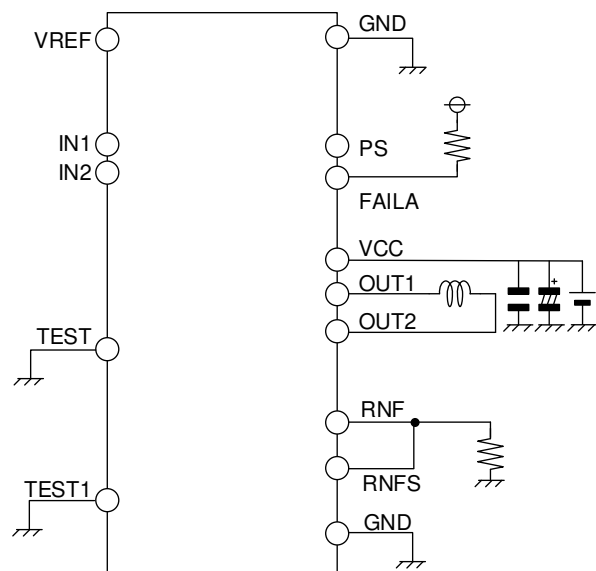 VREF
IN1
IN2
TEST
TEST1
GND
PS
FAILA
VCC
OUT1
+
OUT2
RNF
RNFS
GND